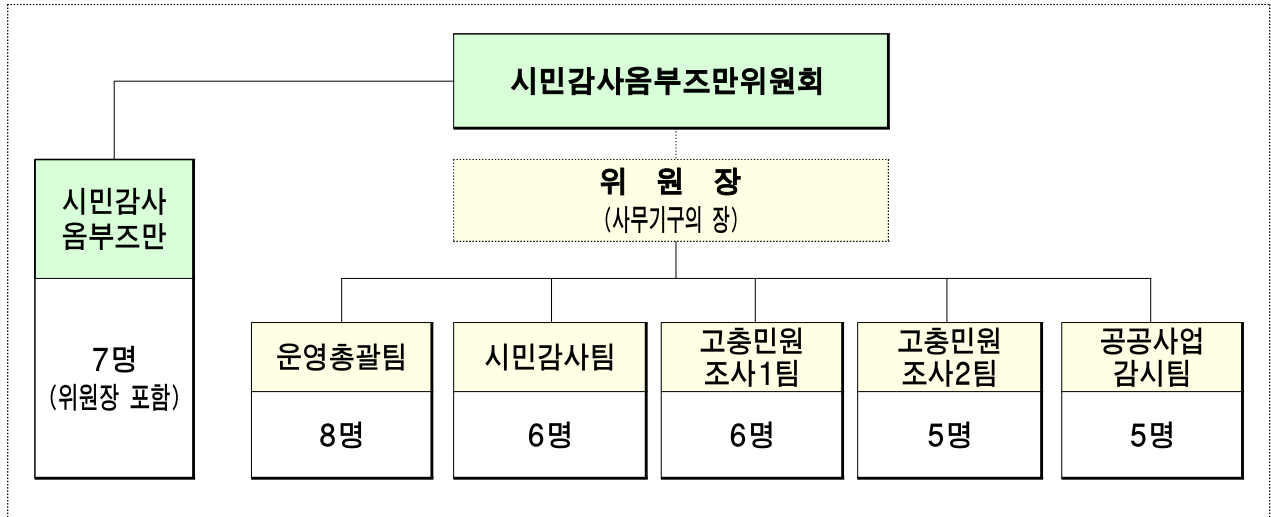 시민감사옴부즈만위원회
시민감사
옴부즈만
7명
(위원장 포함)
위 원 장
(사무기구의 장)
운영총괄팀
8명
시민감사팀
6명
고충민원
조사1팀
6명
고충민원
조사2팀
5명
공공사업
감시팀
5명